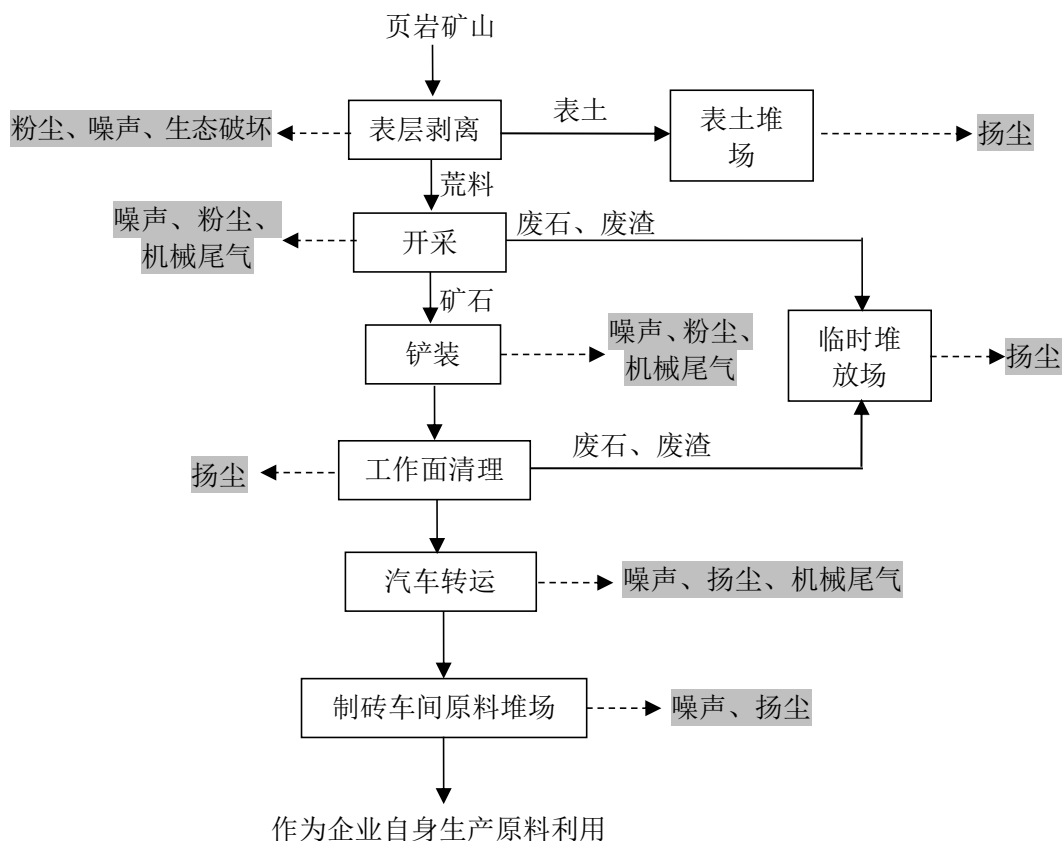 页岩矿山
表土
粉尘、噪声、生态破坏
表层剥离
表土堆
场
扬尘
荒料
噪声、粉尘、
机械尾气
开采
废石、废渣
矿石
铲装
噪声、粉尘、
机械尾气
临时堆
放场
扬尘
废石、废渣
扬尘
工作面清理
汽车转运
噪声、扬尘、机械尾气
制砖车间原料堆场
噪声、扬尘
作为企业自身生产原料利用